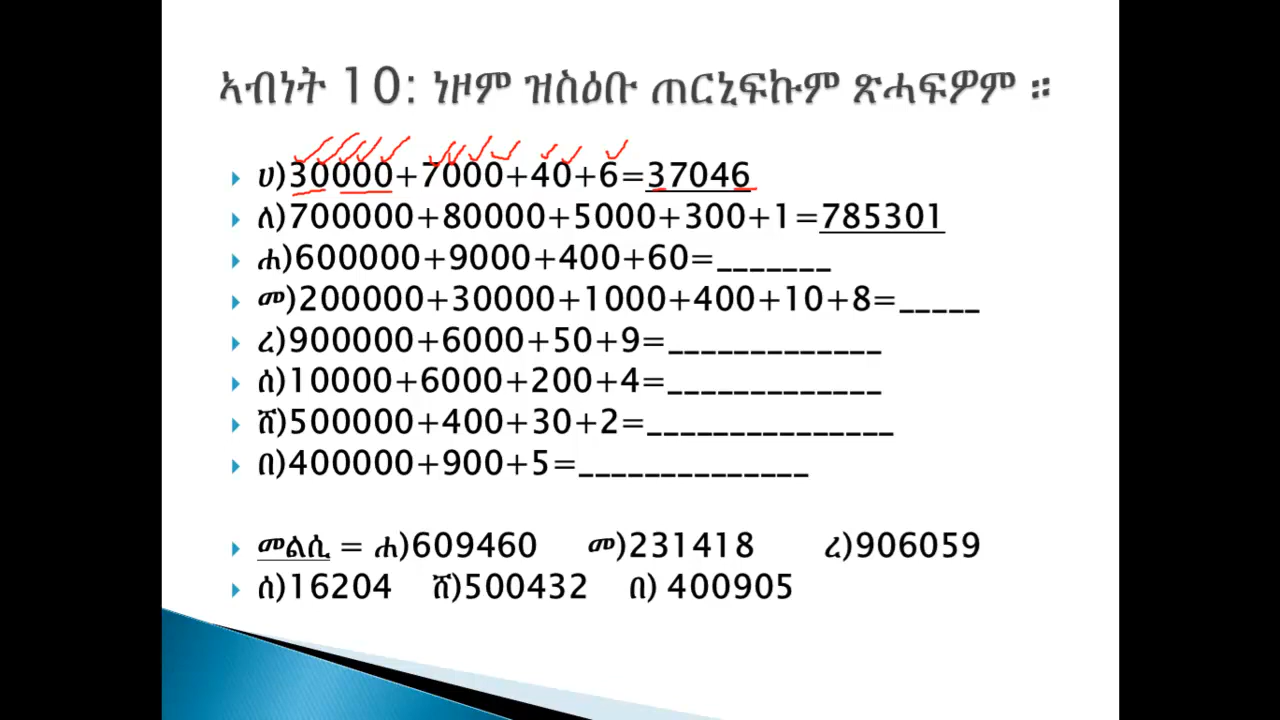 ኣብነት 10: ነዞም ዝስዕቡ ጠርኒፍኩም ጽሓፍዎም ።
ሀ)30000+7000+40+6=37046
ለ)700000+80000+5000+300+1=785301
ሐ)600000+9000+400+60=_______
መ)200000+30000+1000+400+10+8=_____
ረ)900000+6000+50+9=_____________
ሰ)10000+6000+200+4=_____________
ሸ)500000+400+30+2=_______________
በ)400000+900+5=______________
መልሲ = ሐ)609460 መ)231418 ረ)906059
ሰ)16204 ሸ)500432 በ) 400905